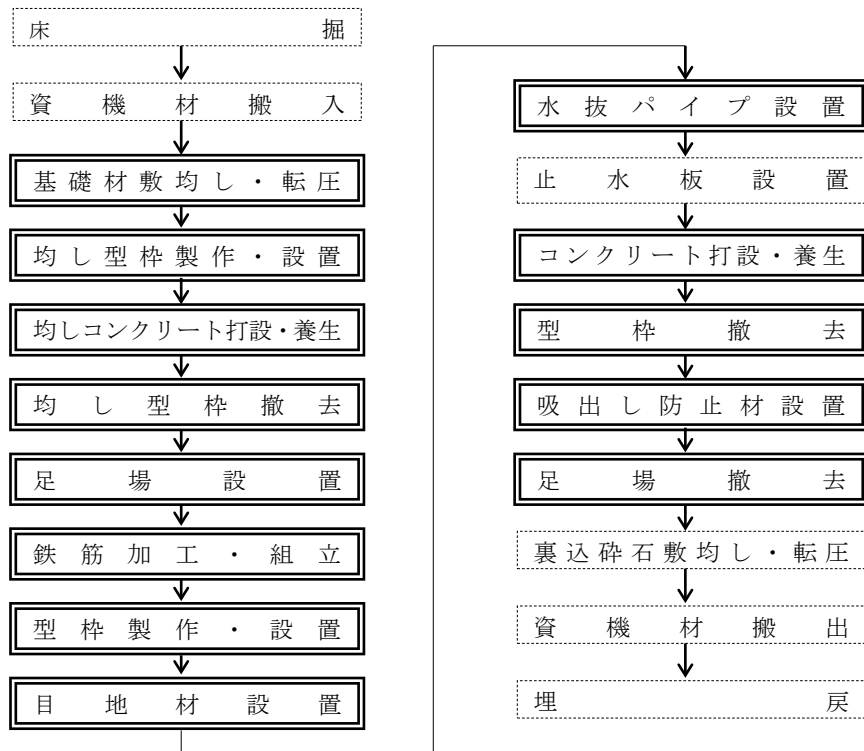 床掘
資機材搬入
基礎材敷均し・転圧
均し型枠製作・設置
均しコンクリート打設・養生
均し型枠撤去
足場設置
鉄筋加工・組立
型枠製作・設置
目地材設置
水抜パイプ設置
止水板設置
コンクリート打設・養生
型枠撤去
吸出し防止材設置
足場撤去
裏込砕石敷均し・転圧
資機材搬出
埋戻